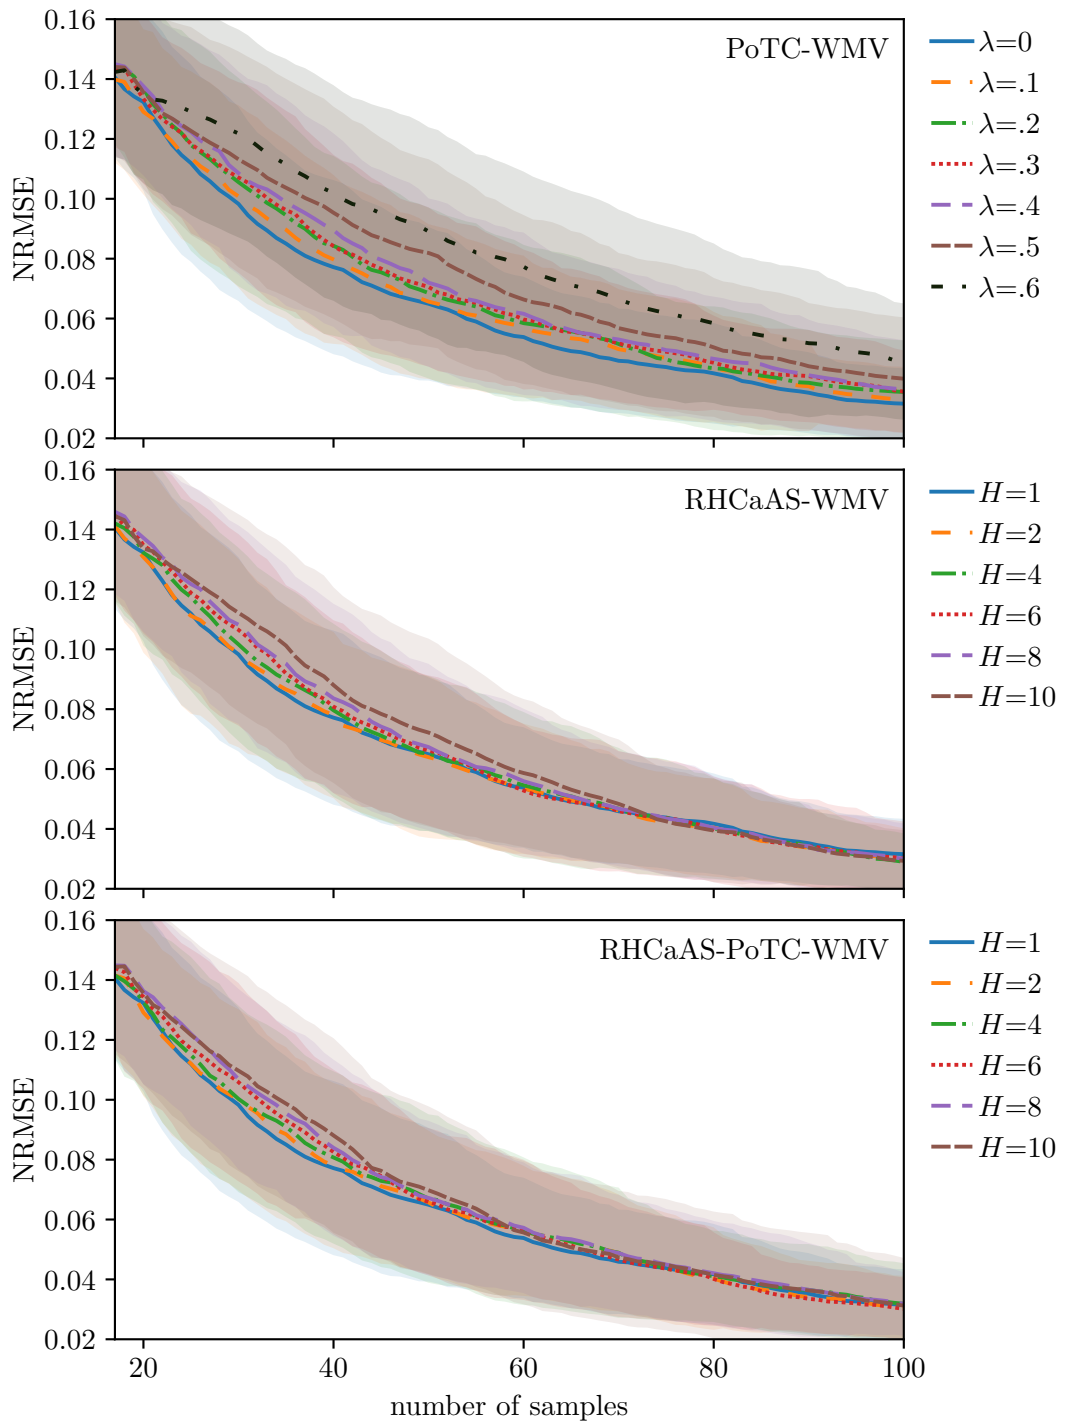 0.16
0.14
0.12
0.10
0.08
0.06
0.04
0.02
NRMSE
PoTC-WMV
λ=0
λ=.1
λ=.2
λ=.3
λ=.4
λ=.5
λ=.6
0.16
0.14
0.12
0.10
0.08
0.06
0.04
0.02
NRMSE
RHCaAS-WMV
H=1
H=2
H=4
H=6
H=8
H=10
0.16
0.14
0.12
0.10
0.08
0.06
0.04
0.02
NRMSE
RHCaAS-PoTC-WMV
H=1
H=2
H=4
H=6
H=8
H=10
20 40 60 80 100
number of samples